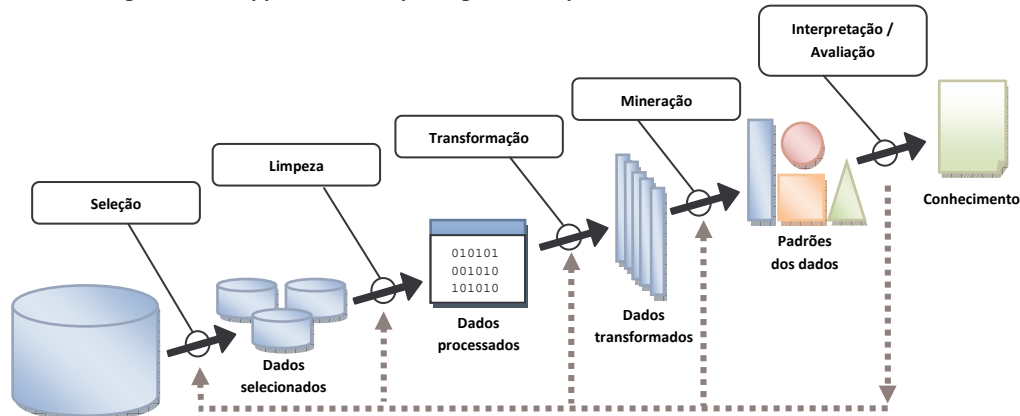 Interpretação /
Avaliação
Mineração
Transformação
Limpeza
Seleção
Conhecimento
Padrões
dos dados
010101
001010
101010
Dados
transformados
Dados
processados
Dados
selecionados